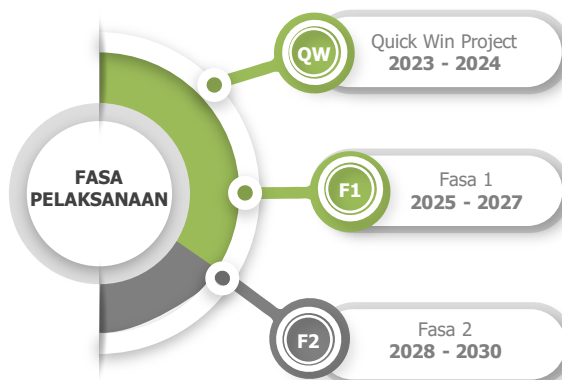 FASA
PELAKSANAAN
QW
Quick Win Project
2023 - 2024
F1
Fasa 1
2025 - 2027
F2
Fasa 2
2028 - 2030